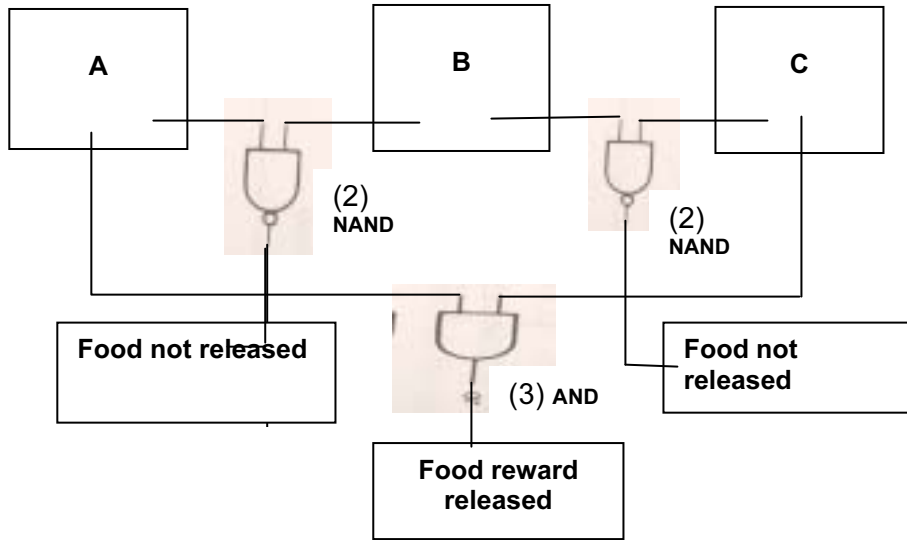 A
B
C
(2)
NAND
(2)
NAND
Food not released
Food not
released
(3) AND
Food reward
released